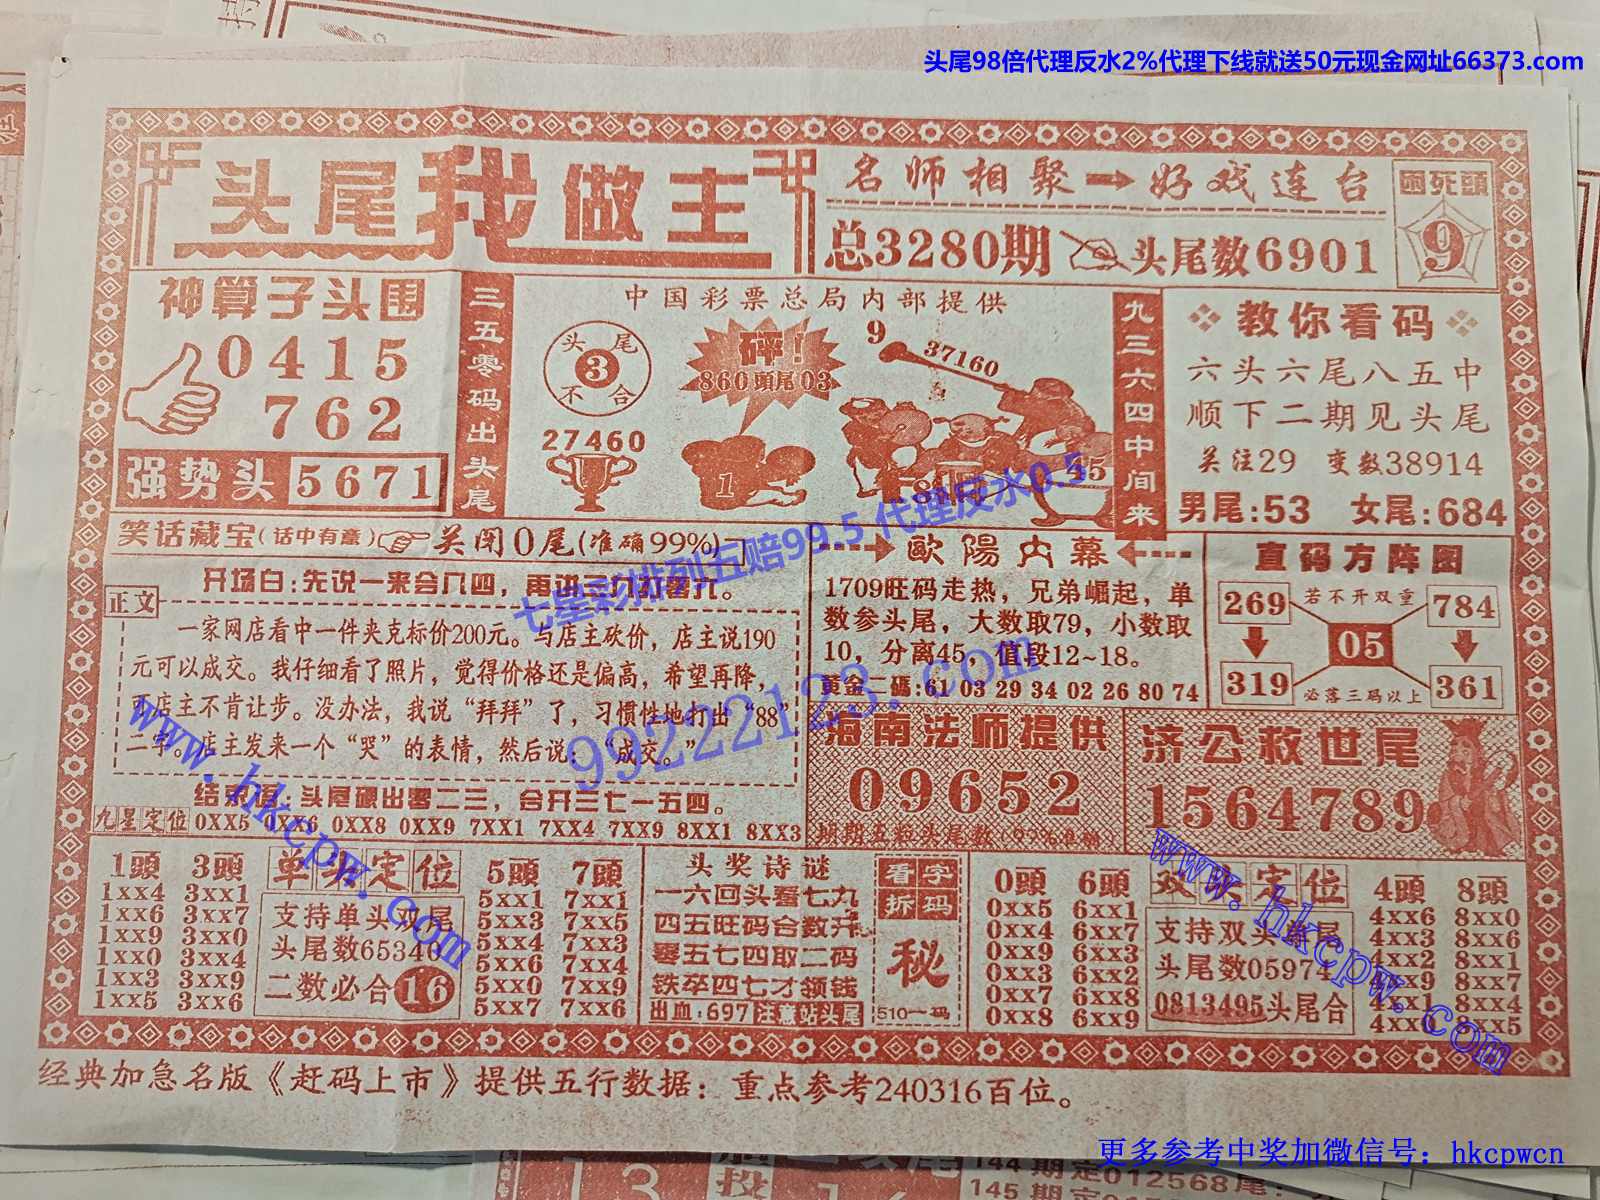 头尾98倍代理反水2%代理下线就送50元现金网址66373.com
头尾我做主
名师相聚➡好戏连台
困死頭
9
总3280期
头尾数6901
神算子头围
0415
762
强势头 5671
三五零码出头尾
中国彩票总局内部提供
头尾
3
不合
27460
砰!
860頭尾03
1
9
37160
45
九三六四中间来
教你看码
六头六尾八五中
顺下二期见头尾
关注29 变数38914
男尾:53 女尾:684
笑话藏宝(话中有意)
关闭0尾(准确99%)
七星彩排列五赔99.5代理反水0.5
99222123.com
开场白:先说一来会八四,再讲三九打零六。
正文
一家网店看中一件夹克标价200元。与店主砍价,店主说190
元可以成交。我仔细看了照片,觉得价格还是偏高,希望再降,
可店主不肯让步。没办法,我说“拜拜”了,习惯性地打出“88”
二字。店主发来一个“哭”的表情,然后说:“成交。”
结束语:头尾硬出零二三,合开三七一五四。
九星定位 0XX5 0XX6 0XX8 0XX9 7XX1 7XX4 7XX9 8XX1 8XX3
歐陽内幕
1709旺码走热,兄弟崛起,单
数参头尾,大数取79,小数取
10,分离45,值段12~18。
黄金二碼:61 03 29 34 02 26 80 74
直码方阵图
269 若不开双重 784
05
319 必落三码以上 361
海南法师提供
09652
济公救世尾
1564789
www.hkcpw.com
1頭 3頭
1xx4 3xx1
1xx6 3xx7
1xx9 3xx0
1xx0 3xx4
1xx3 3xx9
1xx5 3xx6
单头定位
支持单头双尾
头尾数65340
二数必合16
5頭 7頭
5xx1 7xx1
5xx3 7xx5
5xx4 7xx3
5xx6 7xx4
5xx0 7xx9
5xx7 7xx6
头奖诗谜
一六回头看七九
四五旺码合数开
零五七四取二码
铁卒四七才领钱
出血:697 注意站头尾
看字
拆码
秘
510一码
0頭 6頭
0xx5 6xx1
0xx4 6xx7
0xx9 6xx0
0xx3 6xx2
0xx7 6xx8
0xx8 6xx9
双头定位
支持双头单尾
头尾数05974
0813495头尾合
4頭 8頭
4xx6 8xx0
4xx3 8xx6
4xx2 8xx1
4xx9 8xx7
4xx1 8xx4
4xx0 8xx5
www.hkcpw.com
经典加急名版《赶码上市》提供五行数据:重点参考240316百位。
更多参考中奖加微信号:hkcpwcn
144期定012568尾: